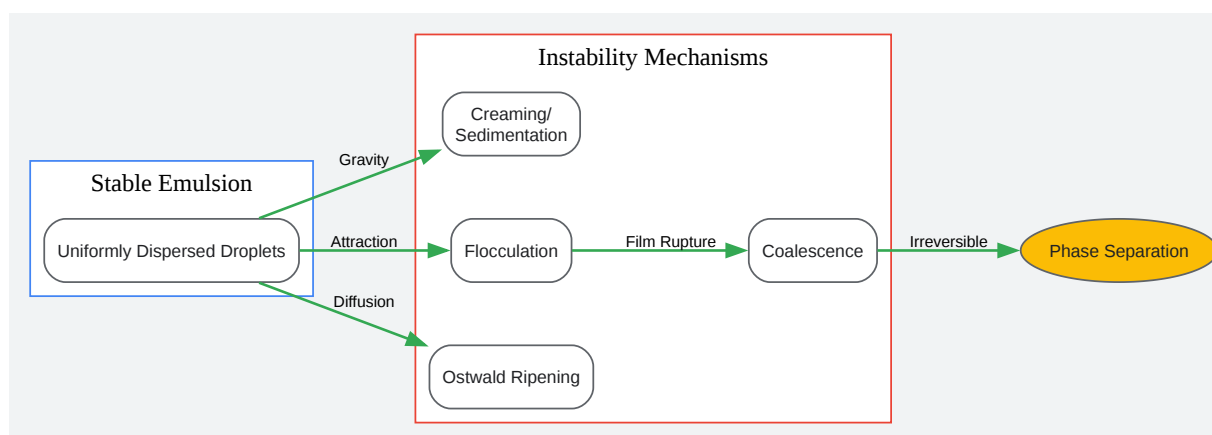 Instability Mechanisms
Creaming/
Sedimentation
Gravity
Stable Emulsion
Uniformly Dispersed Droplets
Attraction
Flocculation
Film Rupture
Coalescence
Irreversible
Phase Separation
Diffusion
Ostwald Ripening